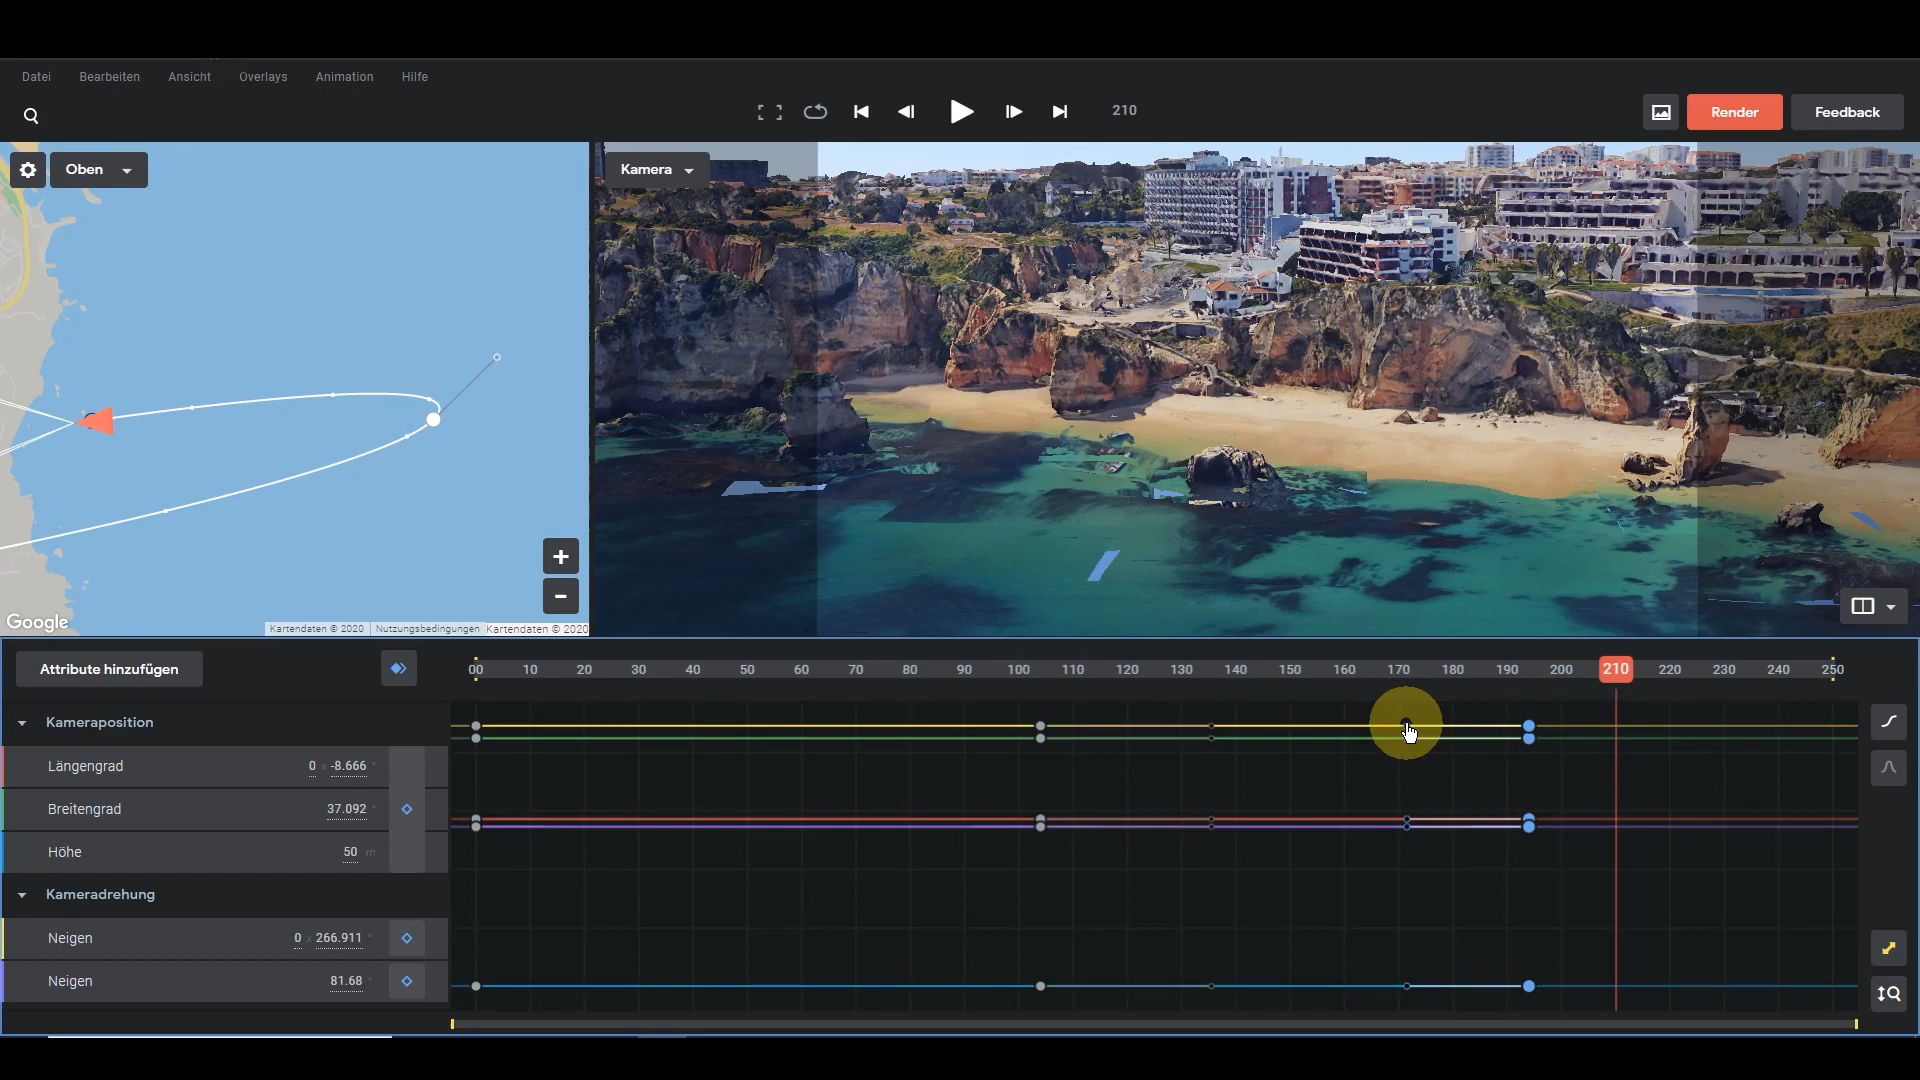 Datei Bearbeiten Ansicht Overlays Animation Hilfe
210
Render Feedback
Oben
Kamera
Google
Kartendaten © 2020 Nutzungsbedingungen Kartendaten © 2020
Attribute hinzufügen
00 10 20 30 40 50 60 70 80 90 100 110 120 130 140 150 160 170 180 190 200 210 220 230 240 250
Kameraposition
Längengrad 0 x -8.666 °
Breitengrad 37.092 °
Höhe 50 m
Kameradrehung
Neigen 0 x 266.911 °
Neigen 81.68 °